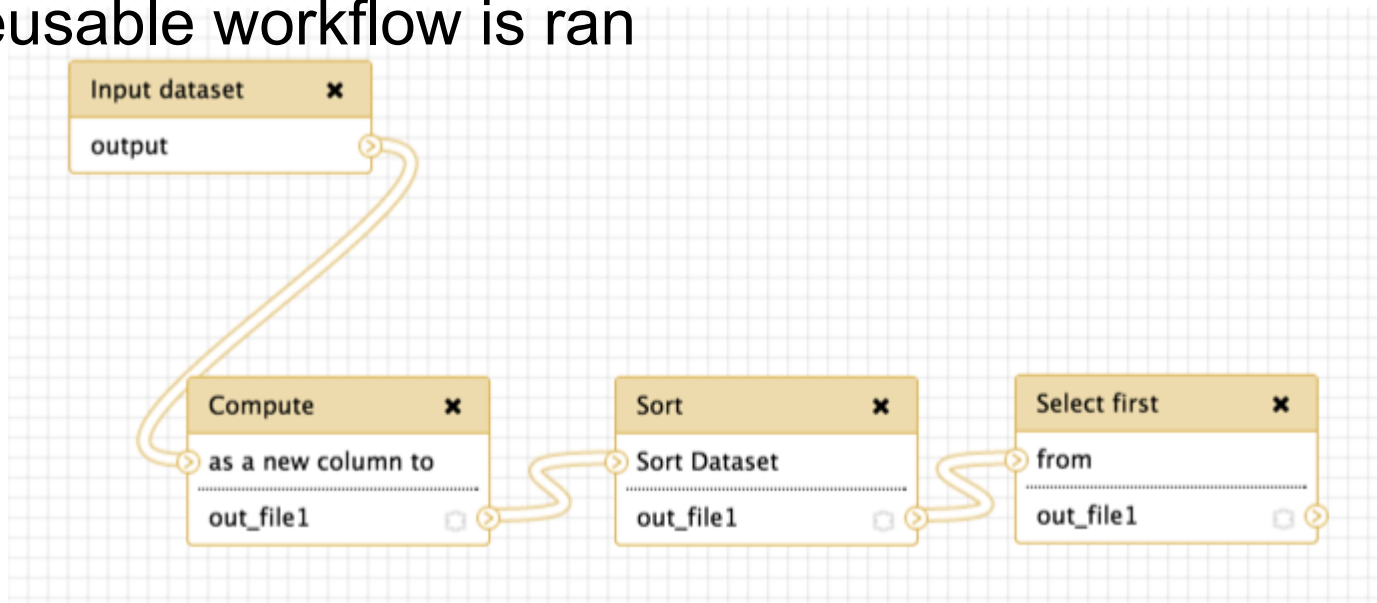 eusable workflow is ran
Input dataset
output
Compute
as a new column to
out_file1
Sort
Sort Dataset
out_file1
Select first
from
out_file1